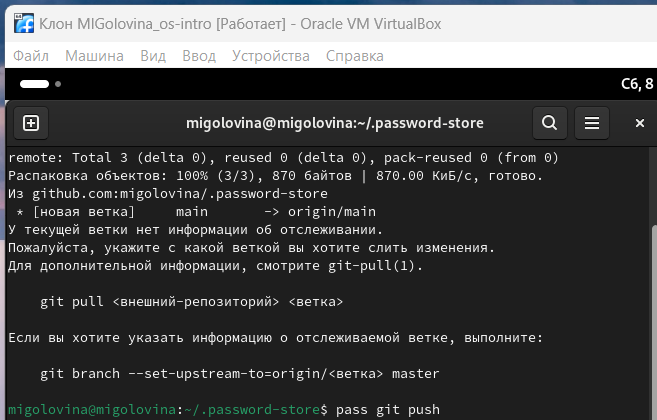 Клон MIGolovina_os-intro [Работает] - Oracle VM VirtualBox
Файл Машина Вид Ввод Устройства Справка
Сб, 8
migolovina@migolovina:~/.password-store
remote: Total 3 (delta 0), reused 0 (delta 0), pack-reused 0 (from 0)
Распаковка объектов: 100% (3/3), 870 байтов | 870.00 КиБ/с, готово.
Из github.com:migolovina/.password-store
 * [новая ветка]     main       -> origin/main
У текущей ветки нет информации об отслеживании.
Пожалуйста, укажите с какой веткой вы хотите слить изменения.
Для дополнительной информации, смотрите git-pull(1).
    git pull <внешний-репозиторий> <ветка>
Если вы хотите указать информацию о отслеживаемой ветке, выполните:
    git branch --set-upstream-to=origin/<ветка> master
migolovina@migolovina:~/.password-store$ pass git push